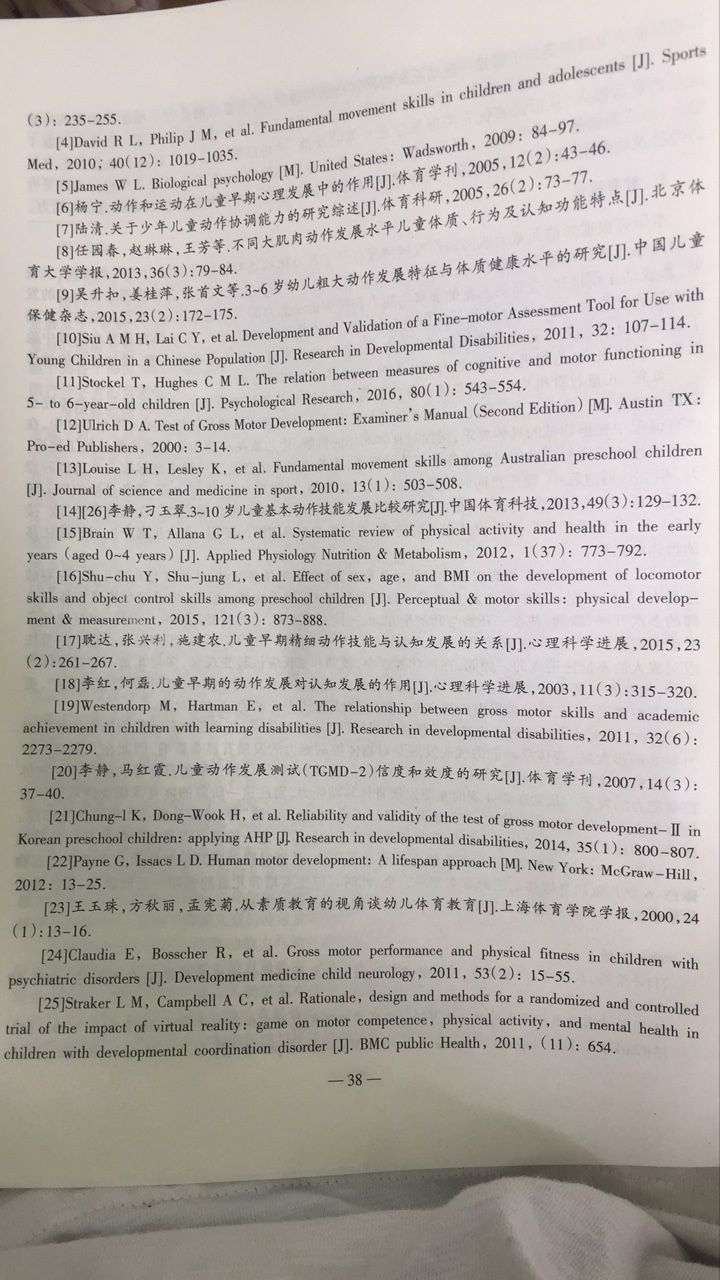 (3): 235-255.
[4]David R L, Philip J M, et al. Fundamental movement skills in children and adolescents [J]. Sports
Med, 2010; 40(12): 1019-1035.
[5]James W L. Biological psychology [M]. United States: Wadsworth, 2009: 84-97.
[6]杨宁.动作和运动在儿童早期心理发展中的作用[J].体育学刊,2005,12(2):43-46.
[7]陆清.关于少年儿童动作协调能力的研究综述[J].体育科研,2005,26(2):73-77.
[8]任园春,赵琳琳,王芳等.不同大肌肉动作发展水平儿童体质、行为及认知功能特点[J].北京体
育大学学报,2013,36(3):79-84.
[9]吴升扣,姜桂萍,张首文等.3~6岁幼儿粗大动作发展特征与体质健康水平的研究[J].中国儿童
保健杂志,2015,23(2):172-175.
[10]Siu A M H, Lai C Y, et al. Development and Validation of a Fine-motor Assessment Tool for Use with
Young Children in a Chinese Population [J]. Research in Developmental Disabilities, 2011, 32: 107-114.
[11]Stockel T, Hughes C M L. The relation between measures of cognitive and motor functioning in
5- to 6-year-old children [J]. Psychological Research, 2016, 80(1): 543-554.
[12]Ulrich D A. Test of Gross Motor Development: Examiner's Manual (Second Edition) [M]. Austin TX:
Pro-ed Publishers, 2000: 3-14.
[13]Louise L H, Lesley K, et al. Fundamental movement skills among Australian preschool children
[J]. Journal of science and medicine in sport, 2010, 13(1): 503-508.
[14][26]李静,刁玉翠.3~10岁儿童基本动作技能发展比较研究[J].中国体育科技,2013,49(3):129-132.
[15]Brain W T, Allana G L, et al. Systematic review of physical activity and health in the early
years (aged 0~4 years) [J]. Applied Physiology Nutrition & Metabolism, 2012, 1(37): 773-792.
[16]Shu-chu Y, Shu-jung L, et al. Effect of sex, age, and BMI on the development of locomotor
skills and object control skills among preschool children [J]. Perceptual & motor skills: physical develop-
ment & measurement, 2015, 121(3): 873-888.
[17]耿达,张兴利,施建农.儿童早期精细动作技能与认知发展的关系[J].心理科学进展,2015,23
(2):261-267.
[18]李红,何磊.儿童早期的动作发展对认知发展的作用[J].心理科学进展,2003,11(3):315-320.
[19]Westendorp M, Hartman E, et al. The relationship between gross motor skills and academic
achievement in children with learning disabilities [J]. Research in developmental disabilities, 2011, 32(6):
2273-2279.
[20]李静,马红霞.儿童动作发展测试(TGMD-2)信度和效度的研究[J].体育学刊,2007,14(3):
37-40.
[21]Chung-l K, Dong-Wook H, et al. Reliability and validity of the test of gross motor development-Ⅱ in
Korean preschool children: applying AHP [J]. Research in developmental disabilities, 2014, 35(1): 800-807.
[22]Payne G, Issacs L D. Human motor development: A lifespan approach [M]. New York: McGraw-Hill,
2012: 13-25.
[23]王玉珠,方秋丽,孟宪菊.从素质教育的视角谈幼儿体育教育[J].上海体育学院学报,2000,24
(1):13-16.
[24]Claudia E, Bosscher R, et al. Gross motor performance and physical fitness in children with
psychiatric disorders [J]. Development medicine child neurology, 2011, 53(2): 15-55.
[25]Straker L M, Campbell A C, et al. Rationale, design and methods for a randomized and controlled
trial of the impact of virtual reality: game on motor competence, physical activity, and mental health in
children with developmental coordination disorder [J]. BMC public Health, 2011, (11): 654.
— 38 —